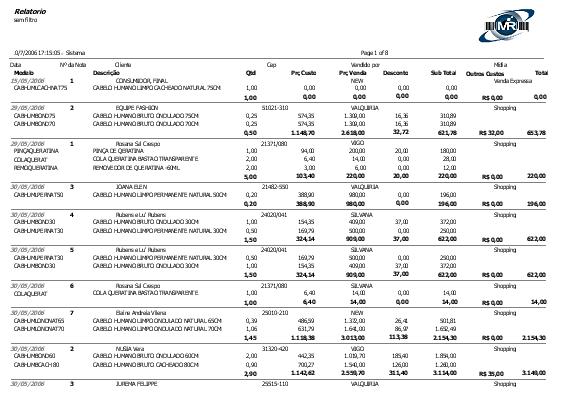 Relatorio
sem filtro
MR
0/7/2006 17:15:05 - Sistema Page 1 of 8
Data Nº da Nota Cliente Cep Vendido por Mídia
Modelo Descrição Qtd Prç Custo Prç Venda Desconto Sub Total Outros Custos Total
15/05/2006 1 CONSUMIDOR, FINAL NEW Venda Expressa
CABHUMLCACHNAT75 CABELO HUMANO LIMPO CACHEADO NATURAL 75CM 1,00 0,00 0,00 0,00 0,00
1,00 0,00 0,00 0,00 0,00 R$ 0,00 0,00
29/05/2006 2 EQUIPE FASHION 51021-310 VALQUIRIA Shopping
CABHUMOND75 CABELO HUMANO BRUTO ONDULADO 75CM 0,25 574,35 1.309,00 16,36 310,89
CABHUMOND70 CABELO HUMANO BRUTO ONDULADO 70CM 0,25 574,35 1.309,00 16,36 310,89
0,50 1.148,70 2.618,00 32,72 621,78 R$ 32,00 653,78
29/05/2006 1 Rosana Sal Crespo 21371/080 VIGO Shopping
PINÇAQUERATINA PINÇA DE QERATINA 1,00 94,00 200,00 20,00 180,00
COLAQUERAT COLA QERATINA BASTAO TRANSPARENTE 2,00 6,40 14,00 0,00 28,00
REMOQUERATINA REMOVEDOR DE QUERATINA -60ML 2,00 3,00 6,00 0,00 12,00
5,00 103,40 220,00 20,00 220,00 R$ 0,00 220,00
30/05/2006 3 JOANA ELEN 21482-550 VALQUIRIA Shopping
CABHUMLPERNAT50 CABELO HUMANO LIMPO PERMANENTE NATURAL 50CM 0,20 388,90 980,00 0,00 196,00
0,20 388,90 980,00 0,00 196,00 R$ 0,00 196,00
30/05/2006 4 Rubens e Lu' Rubens 24020/041 SILVANA Shopping
CABHUMOND30 CABELO HUMANO BRUTO ONDULADO 30CM 1,00 154,35 409,00 37,00 372,00
CABHUMLPERNAT30 CABELO HUMANO LIMPO PERMANENTE NATURAL 30CM 0,50 169,79 500,00 0,00 250,00
1,50 324,14 909,00 37,00 622,00 R$ 0,00 622,00
30/05/2006 5 Rubens e Lu' Rubens 24020/041 SILVANA Shopping
CABHUMLPERNAT30 CABELO HUMANO LIMPO PERMANENTE NATURAL 30CM 0,50 169,79 500,00 0,00 250,00
CABHUMOND30 CABELO HUMANO BRUTO ONDULADO 30CM 1,00 154,35 409,00 37,00 372,00
1,50 324,14 909,00 37,00 622,00 R$ 0,00 622,00
30/05/2006 6 Rosana Sal Crespo 21371/080 SILVANA Shopping
COLAQUERAT COLA QUERATINA BASTAO TRANSPARENTE 1,00 6,40 14,00 0,00 14,00
1,00 6,40 14,00 0,00 14,00 R$ 0,00 14,00
30/05/2006 7 Elaine Andreia Vilena 25010-210 NEW Shopping
CABHUMLONDNAT65 CABELO HUMANO LIMPO ONDULADO NATURAL 65CM 0,39 486,59 1.372,00 26,41 501,81
CABHUMLONDNAT70 CABELO HUMANO LIMPO ONDULADO NATURAL 70CM 1,06 631,79 1.641,00 86,97 1.652,49
1,45 1.118,38 3.013,00 113,38 2.154,30 R$ 0,00 2.154,30
30/05/2006 2 NUSIA Vera 31320-420 VIGO Shopping
CABHUMBOND60 CABELO HUMANO BRUTO ONDULADO 60CM 2,00 442,35 1.019,70 185,40 1.854,00
CABHUMBCACH80 CABELO HUMANO BRUTO CACHEADO 80CM 0,90 700,27 1.540,00 126,00 1.260,00
2,90 1.142,62 2.559,70 311,40 3.114,00 R$ 35,00 3.149,00
30/05/2006 3 JUREMA FELIPPE 25515-110 VALQUIRIA Shopping